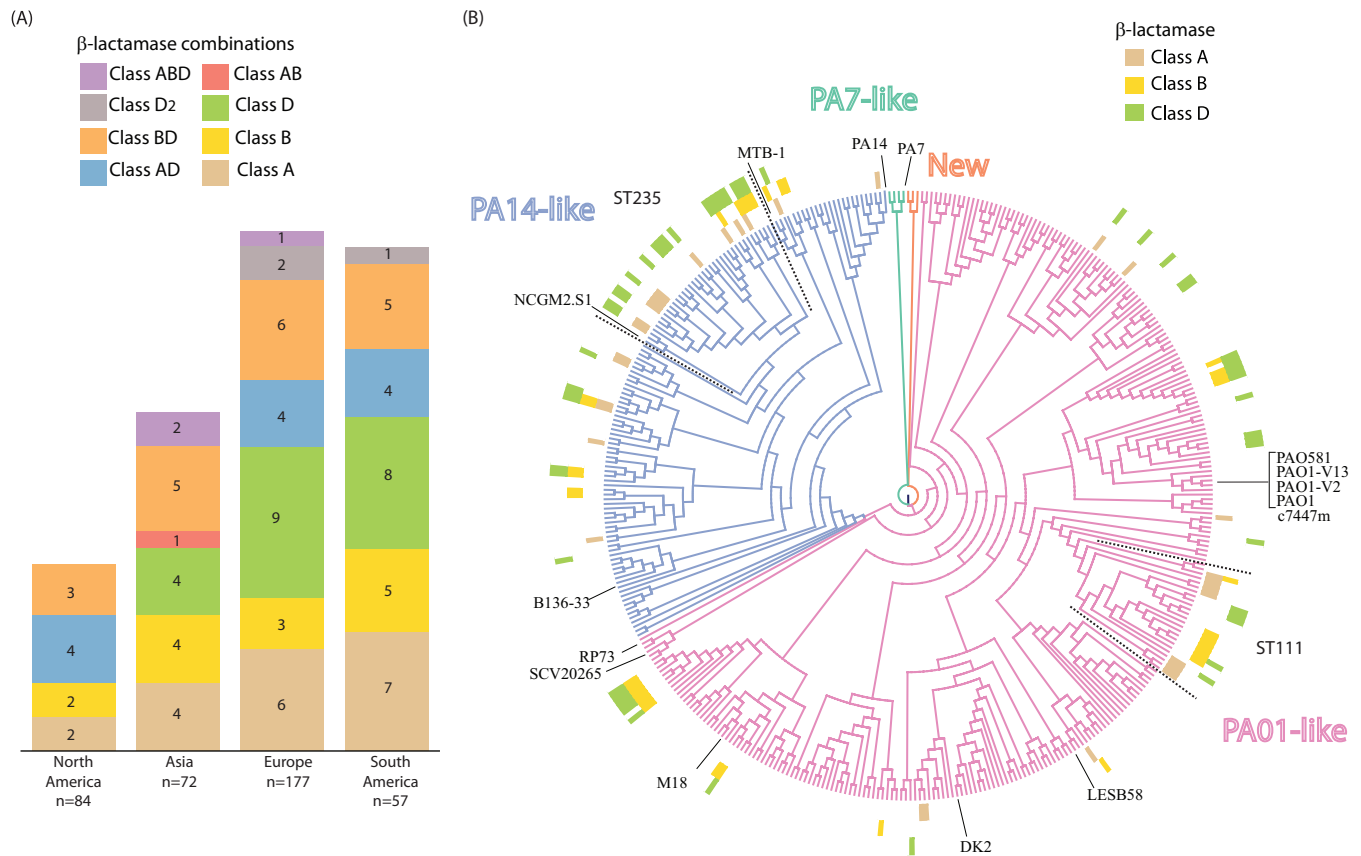 (A)
β-lactamase combinations
Class ABD
Class AB
Class D2
Class D
Class BD
Class B
Class AD
Class A
3
4
2
2
2
5
1
4
4
4
1
2
6
4
9
3
6
1
5
4
8
5
7
North
America
n=84
Asia
n=72
Europe
n=177
South
America
n=57
(B)
β-lactamase
Class A
Class B
Class D
PA7-like
New
PA14-like
PA01-like
PA14
PA7
MTB-1
ST235
NCGM2.S1
B136-33
RP73
SCV20265
M18
DK2
LESB58
ST111
PAO581
PAO1-V13
PAO1-V2
PAO1
c7447m